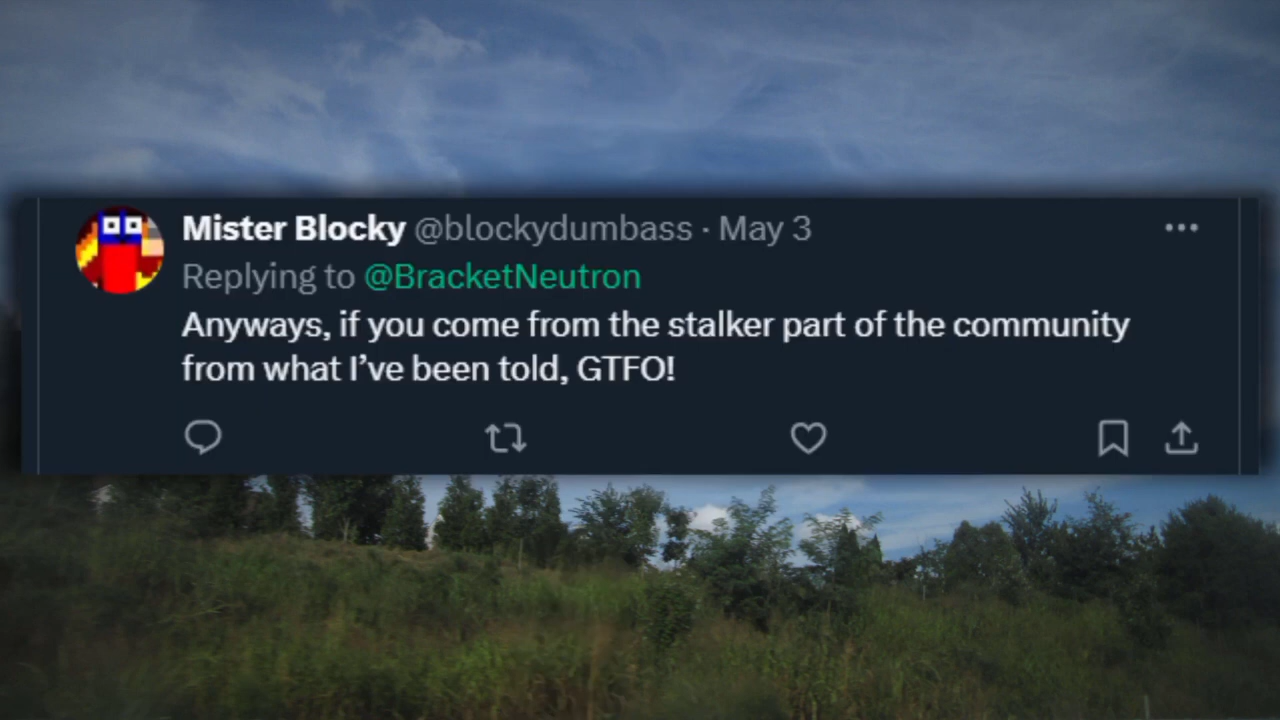 Mister Blocky @blockydumbass · May 3
Replying to @BracketNeutron
Anyways, if you come from the stalker part of the community
from what I’ve been told, GTFO!